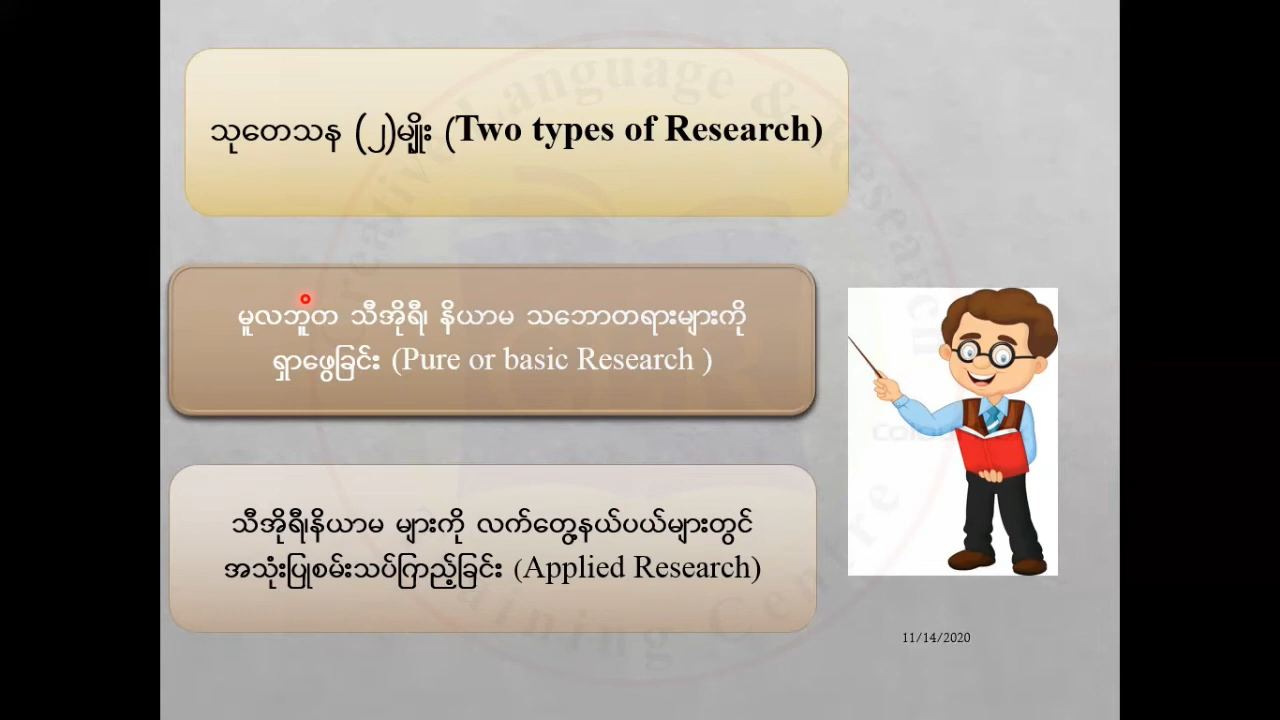 သုတေသန (၂)မျိုး (Two types of Research)
မူလဘူတ သီအိုရီ၊ နိယာမ သဘောတရားများကို
ရှာဖွေခြင်း (Pure or basic Research )
သီအိုရီ၊နိယာမ များကို လက်တွေ့နယ်ပယ်များတွင်
အသုံးပြုစမ်းသပ်ကြည့်ခြင်း (Applied Research)
11/14/2020